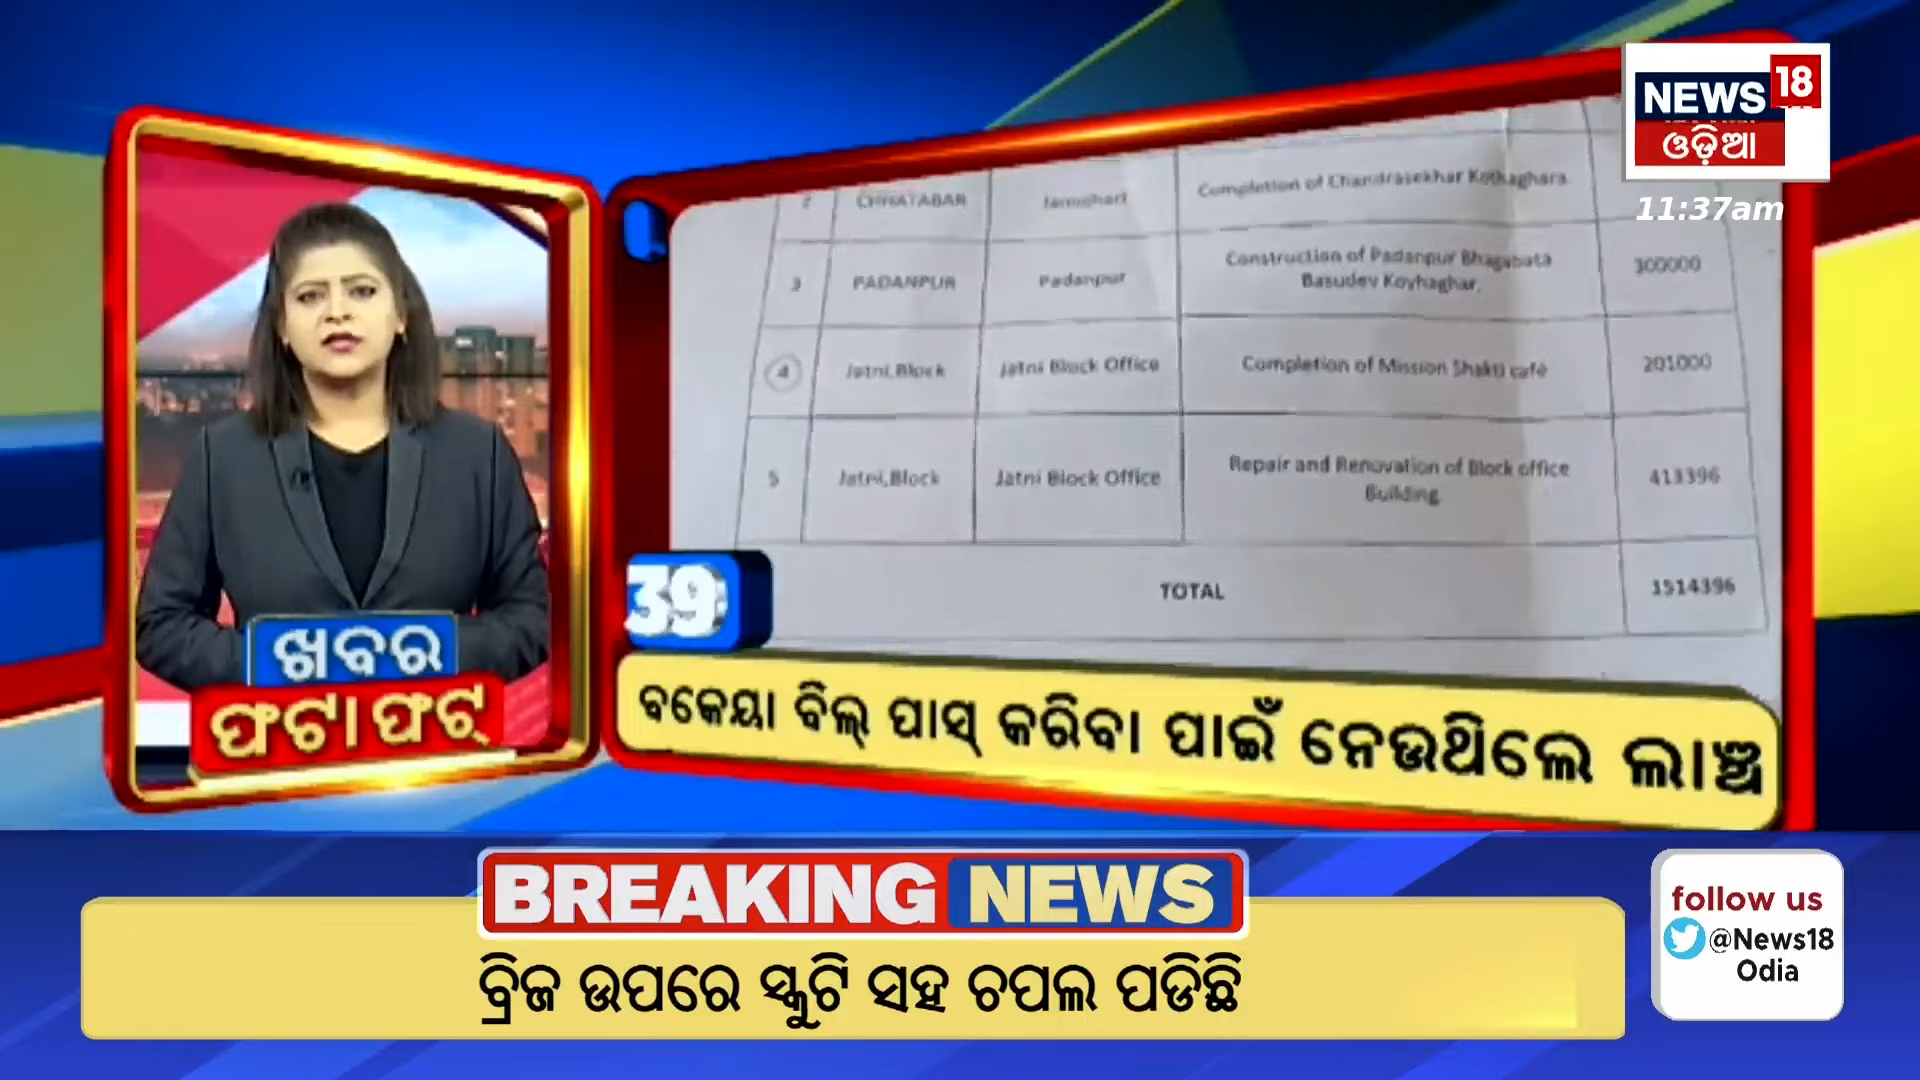 NEWS 18
ଓଡ଼ିଆ
11:37am
2 CHHATABAR Completion of Chandrasekhar Kothaghara.
3 PADANPUR Padanpur Construction of Padanpur Bhagabata Basudev Koyhaghar. 300000
4 Jatni,Block Jatni Block Office Completion of Mission Shakti café 201000
5 Jatni,Block Jatni Block Office Repair and Renovation of Block office Building. 413396
TOTAL 1514396
39
ଖବର
ଫଟାଫଟ୍
ବକେୟା ବିଲ୍ ପାସ୍ କରିବା ପାଇଁ ନେଉଥିଲେ ଲାଞ୍ଚ
BREAKING NEWS
ବ୍ରିଜ ଉପରେ ସ୍କୁଟି ସହ ଚପଲ ପଡିଛି
follow us
@News18
Odia